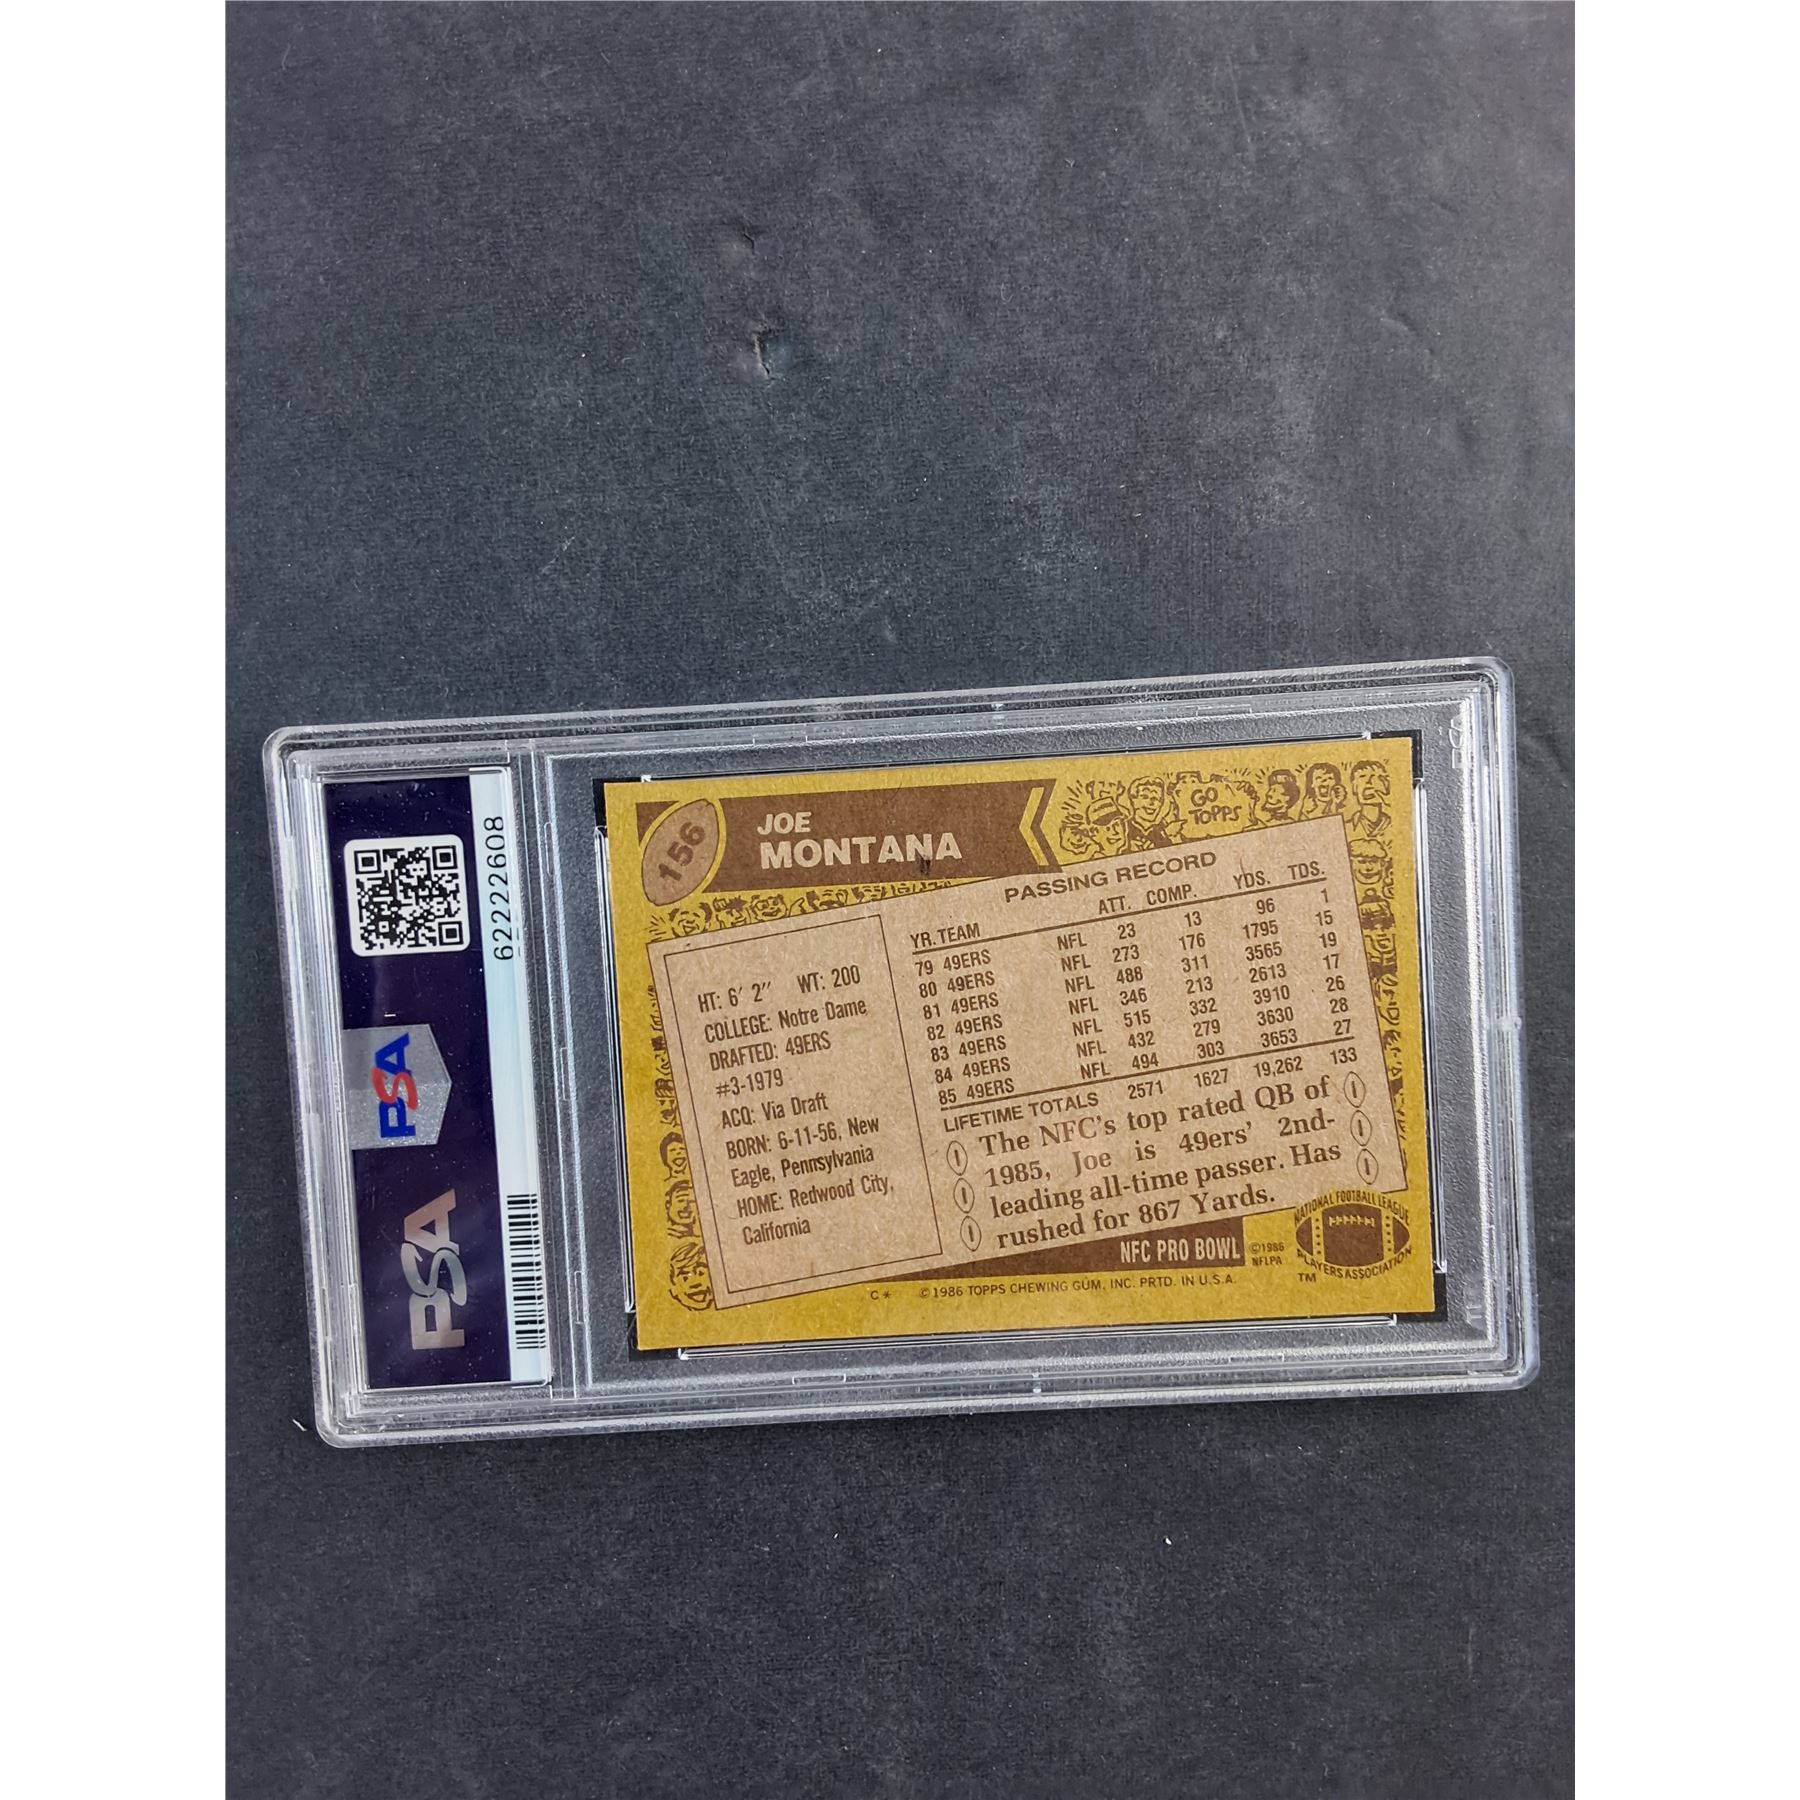 62222608
PSA
PSA
156
JOE
MONTANA
GO
TOPPS
PASSING RECORD
YR. TEAM ATT. COMP. YDS. TDS.
79 49ERS NFL 23 13 96 1
80 49ERS NFL 273 176 1795 15
81 49ERS NFL 488 311 3565 19
82 49ERS NFL 346 213 2613 17
83 49ERS NFL 515 332 3910 26
84 49ERS NFL 432 279 3630 28
85 49ERS NFL 494 303 3653 27
LIFETIME TOTALS 2571 1627 19,262 133
HT: 6' 2" WT: 200
COLLEGE: Notre Dame
DRAFTED: 49ERS
#3-1979
ACQ: Via Draft
BORN: 6-11-56, New
Eagle, Pennsylvania
HOME: Redwood City,
California
The NFC's top rated QB of
1985, Joe is 49ers' 2nd-
leading all-time passer. Has
rushed for 867 Yards.
NFC PRO BOWL
©1986
NFLPA
NATIONAL FOOTBALL LEAGUE
PLAYERS ASSOCIATION
TM
C* ©1986 TOPPS CHEWING GUM, INC. PRTD. IN U.S.A.